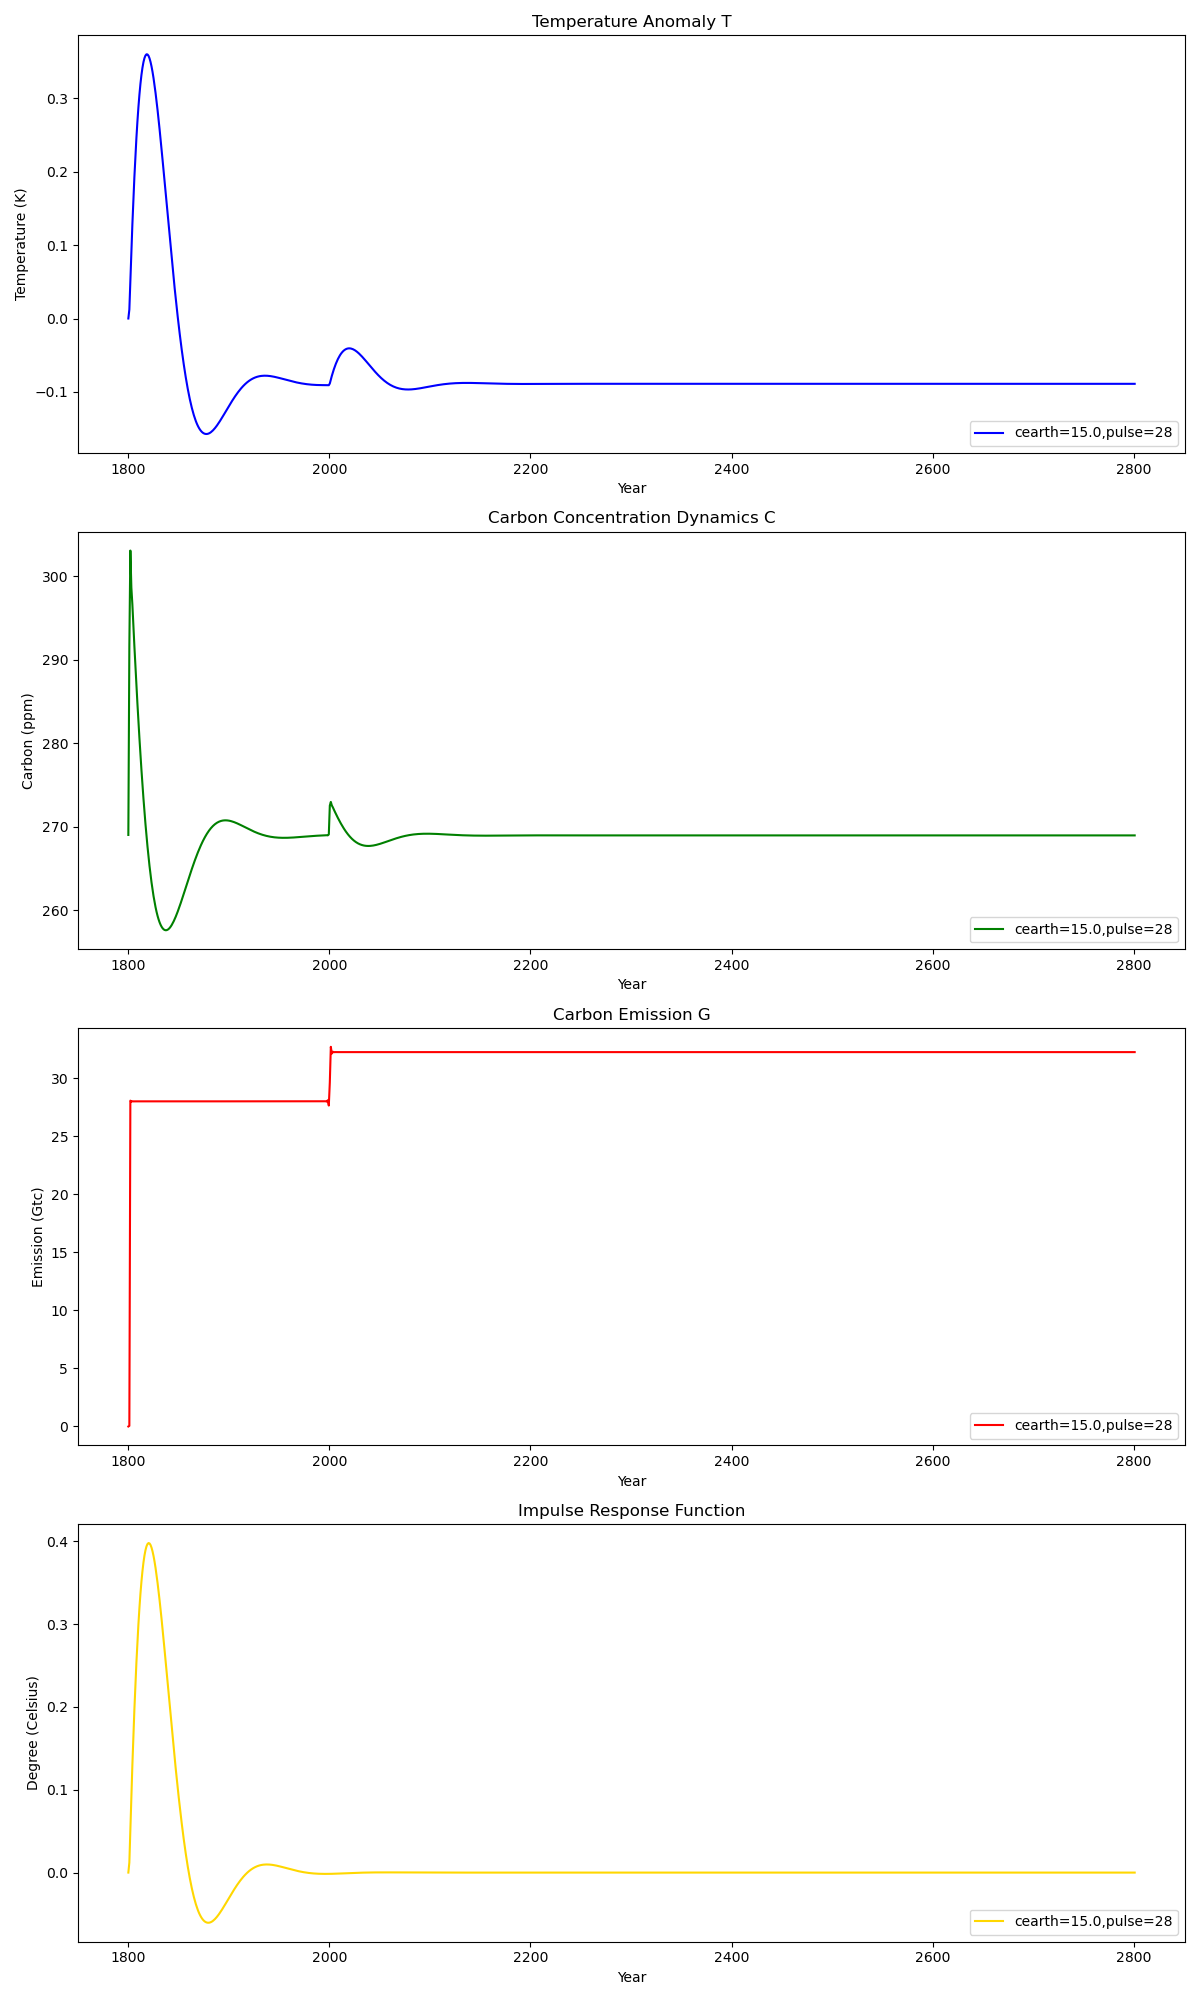 Temperature Anomaly T
Temperature (K)
0.3
0.2
0.1
0.0
−0.1
cearth=15.0,pulse=28
1800 2000 2200 2400 2600 2800
Year
Carbon Concentration Dynamics C
Carbon (ppm)
300
290
280
270
260
cearth=15.0,pulse=28
1800 2000 2200 2400 2600 2800
Year
Carbon Emission G
Emission (Gtc)
30
25
20
15
10
5
0
cearth=15.0,pulse=28
1800 2000 2200 2400 2600 2800
Year
Impulse Response Function
Degree (Celsius)
0.4
0.3
0.2
0.1
0.0
cearth=15.0,pulse=28
1800 2000 2200 2400 2600 2800
Year